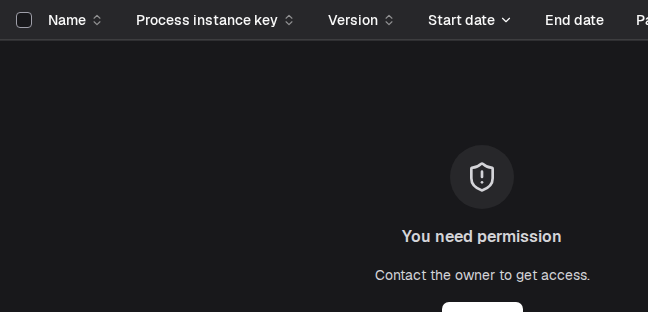 Name Process instance key Version Start date End date
You need permission
Contact the owner to get access.